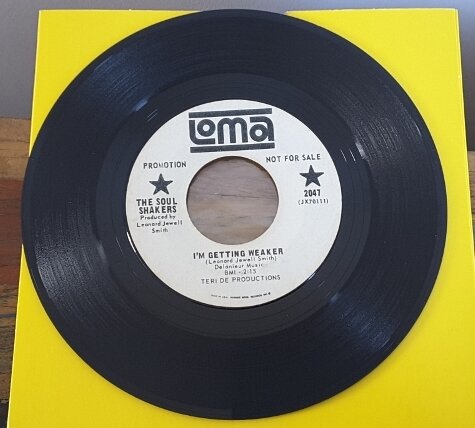 LOMA
PROMOTION
NOT FOR SALE
THE SOUL
SHAKERS
Produced by
Leonard Jewell
Smith
2047
(JX70111)
I'M GETTING WEAKER
(Leonard Jewell Smith)
Delanieur Music
BMI - 2:15
TERI DE PRODUCTIONS